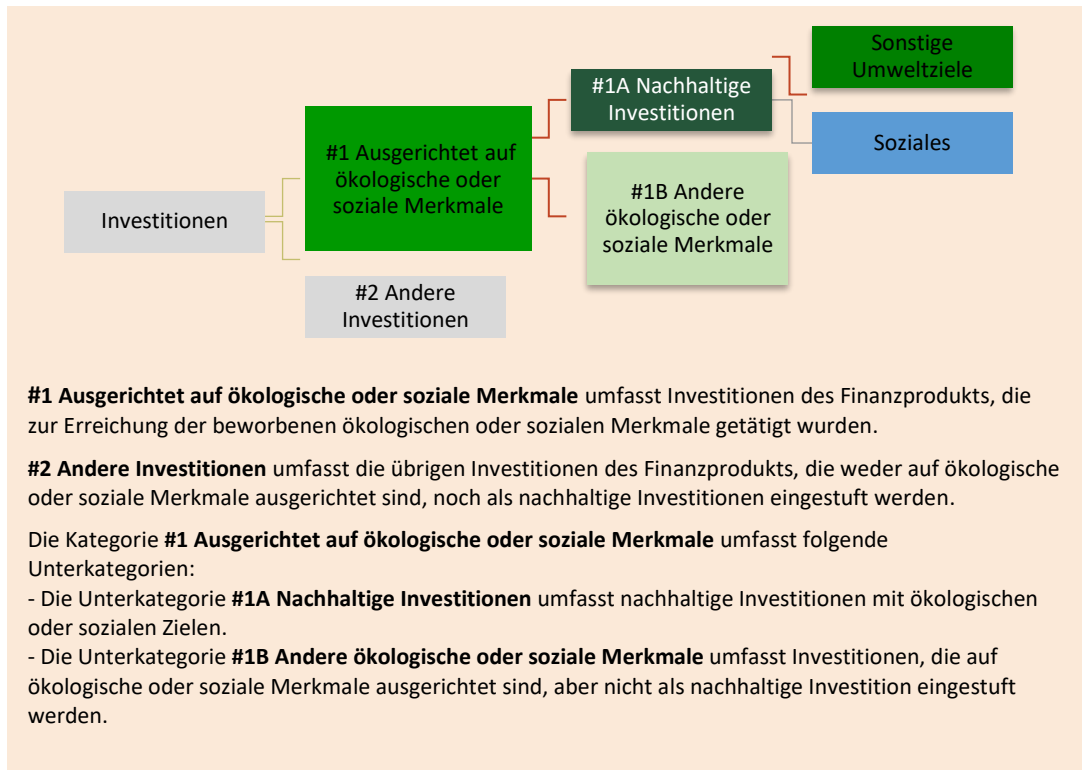 Sonstige
Umweltziele
#1A Nachhaltige
Investitionen
Soziales
#1 Ausgerichtet auf
ökologische oder
soziale Merkmale
#1B Andere
ökologische oder
soziale Merkmale
Investitionen
#2 Andere
Investitionen
#1 Ausgerichtet auf ökologische oder soziale Merkmale umfasst Investitionen des Finanzprodukts, die
zur Erreichung der beworbenen ökologischen oder sozialen Merkmale getätigt wurden.
#2 Andere Investitionen umfasst die übrigen Investitionen des Finanzprodukts, die weder auf ökologische
oder soziale Merkmale ausgerichtet sind, noch als nachhaltige Investitionen eingestuft werden.
Die Kategorie #1 Ausgerichtet auf ökologische oder soziale Merkmale umfasst folgende
Unterkategorien:
- Die Unterkategorie #1A Nachhaltige Investitionen umfasst nachhaltige Investitionen mit ökologischen
oder sozialen Zielen.
- Die Unterkategorie #1B Andere ökologische oder soziale Merkmale umfasst Investitionen, die auf
ökologische oder soziale Merkmale ausgerichtet sind, aber nicht als nachhaltige Investition eingestuft
werden.